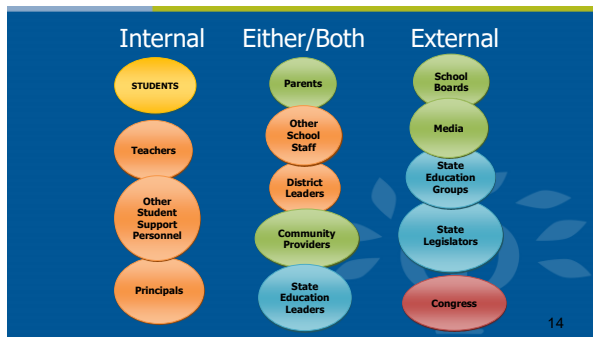 Internal
STUDENTS
Teachers
Other
Student
Support
Personnel
Principals
Either/Both
Parents
Other
School
Staff
District
Leaders
Community
Providers
State
Education
Leaders
External
School
Boards
Media
State
Education
Groups
State
Legislators
Congress
14